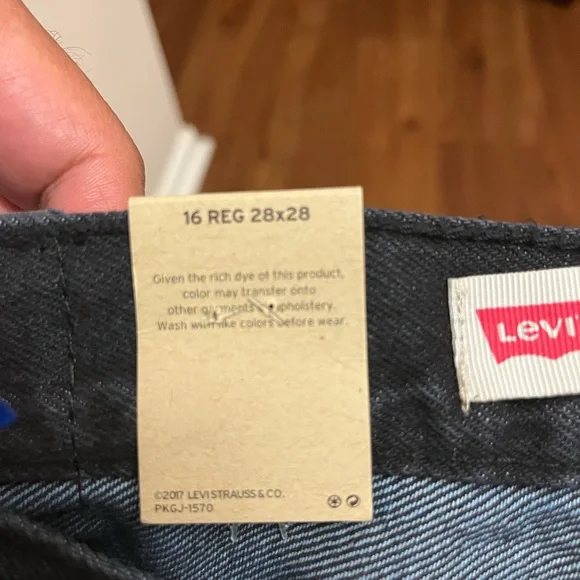 16 REG 28x28
Given the rich dye of this product,
color may transfer onto
other garments or upholstery.
Wash with like colors before wear.
LEVI'
©2017 LEVI STRAUSS & CO.
PKGJ-1570